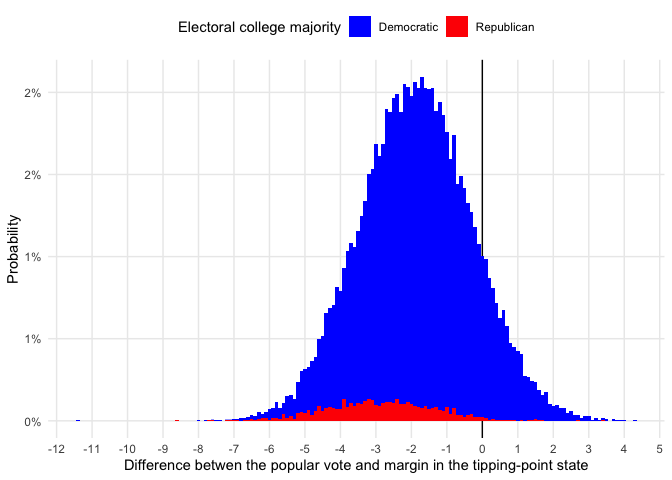 Electoral college majority Democratic Republican
2%
2%
1%
1%
0%
Probability
-12 -11 -10 -9 -8 -7 -6 -5 -4 -3 -2 -1 0 1 2 3 4 5
Difference betwen the popular vote and margin in the tipping-point state